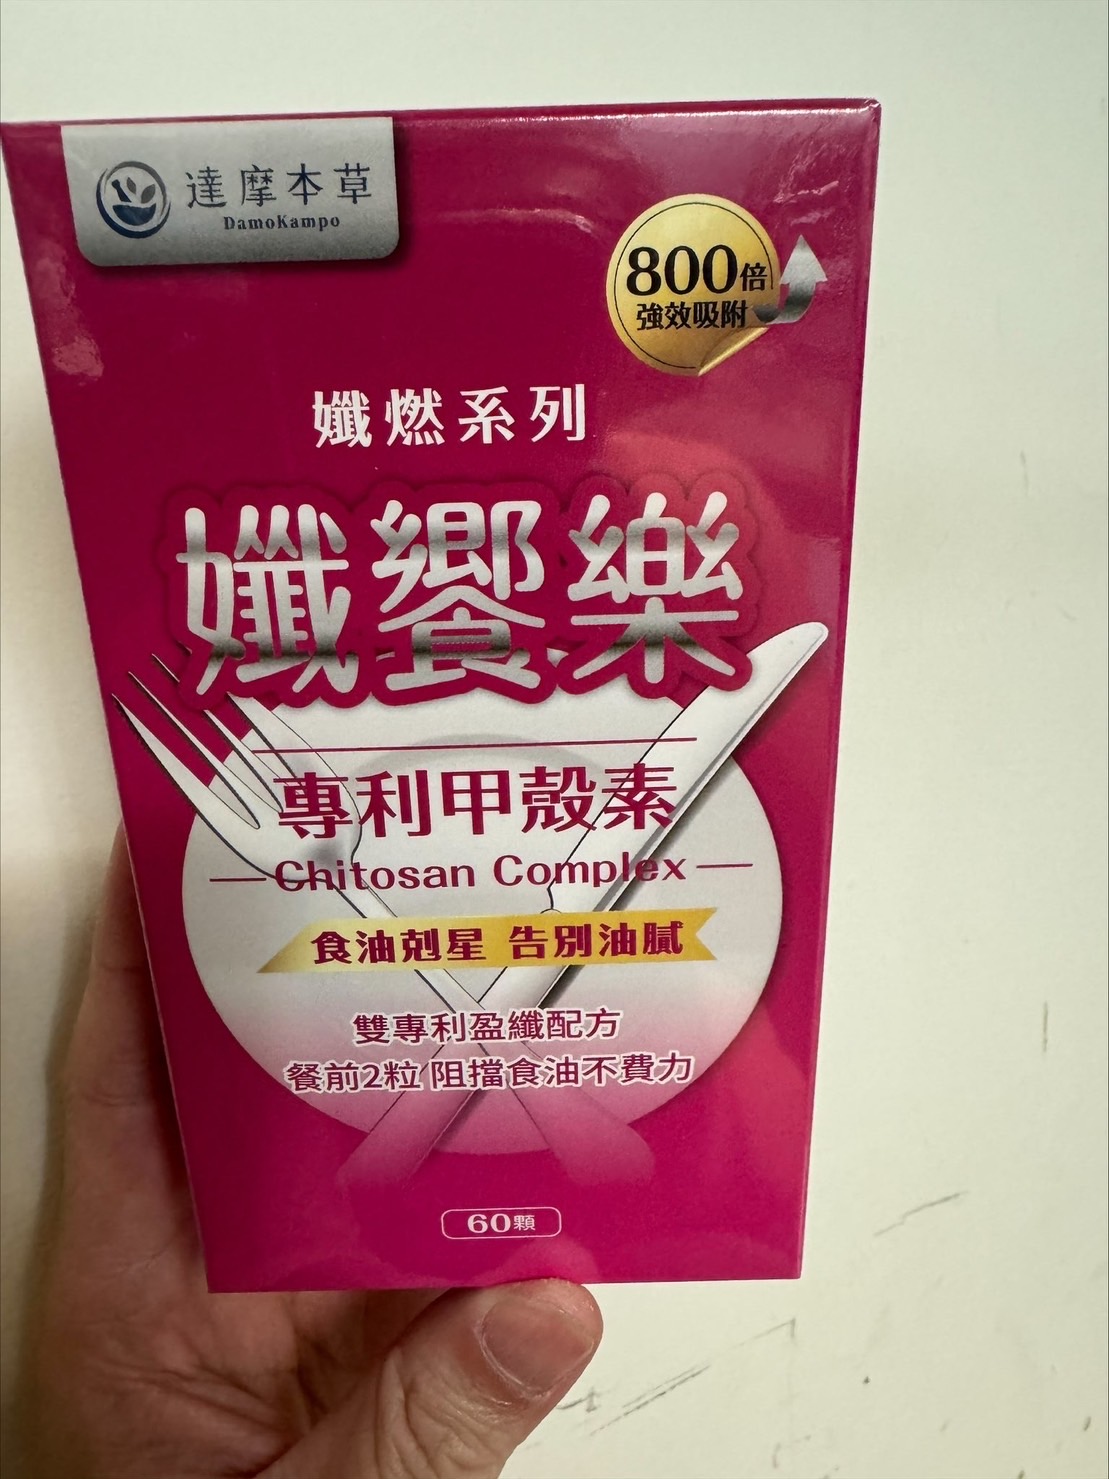 達摩本草
DamoKampo
800倍
強效吸附
孅燃系列
孅饗樂
專利甲殼素
Chitosan Complex
食油剋星 告別油膩
雙專利盈纖配方
餐前2粒 阻擋食油不費力
60顆